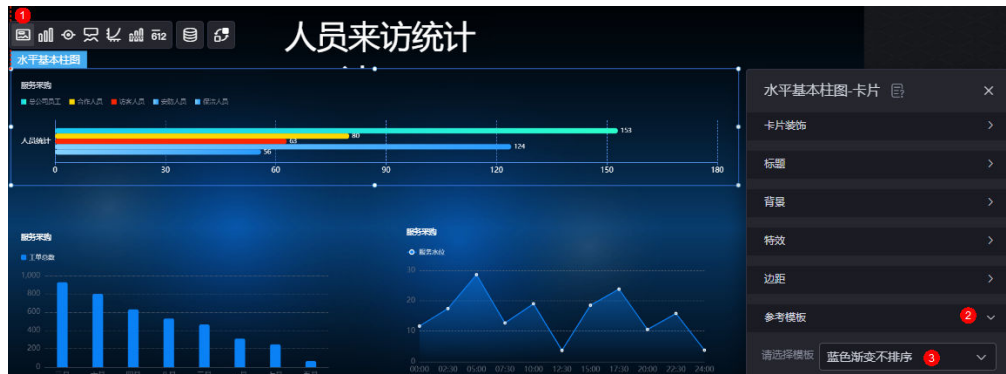 1
012
人员来访统计
水平基本柱图
服务采购
总公司员工 合作人员 访客人员 安勤人员 保洁人员
人员统计
153
80
63
124
56
0 30 60 90 120 150 180
水平基本柱图-卡片
卡片装饰
标题
背景
特效
边距
参考模板 2
请选择模板 蓝色渐变不排序 3
服务采购
工单总数
1,000
800
600
400
200
0
服务采购
服务水位
30
20
10
0
00:00 02:30 05:00 07:30 10:00 12:30 15:00 17:30 20:00 22:30 24:00